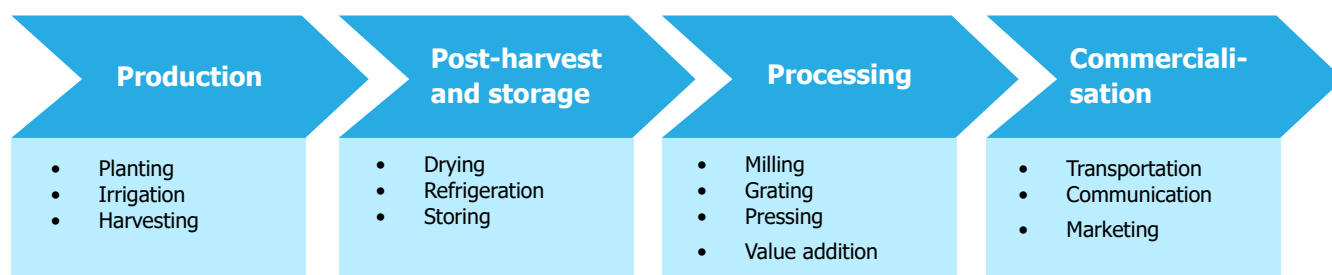 Production
• Planting
• Irrigation
• Harvesting
Post-harvest
and storage
• Drying
• Refrigeration
• Storing
Processing
• Milling
• Grating
• Pressing
• Value addition
Commerciali-
sation
• Transportation
• Communication
• Marketing